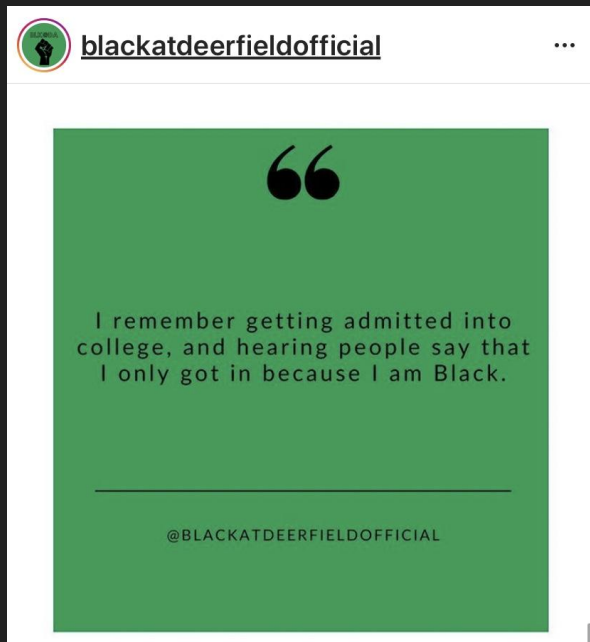 blackatdeerfieldofficial
I remember getting admitted into
college, and hearing people say that
I only got in because I am Black.
@BLACKATDEERFIELDOFFICIAL